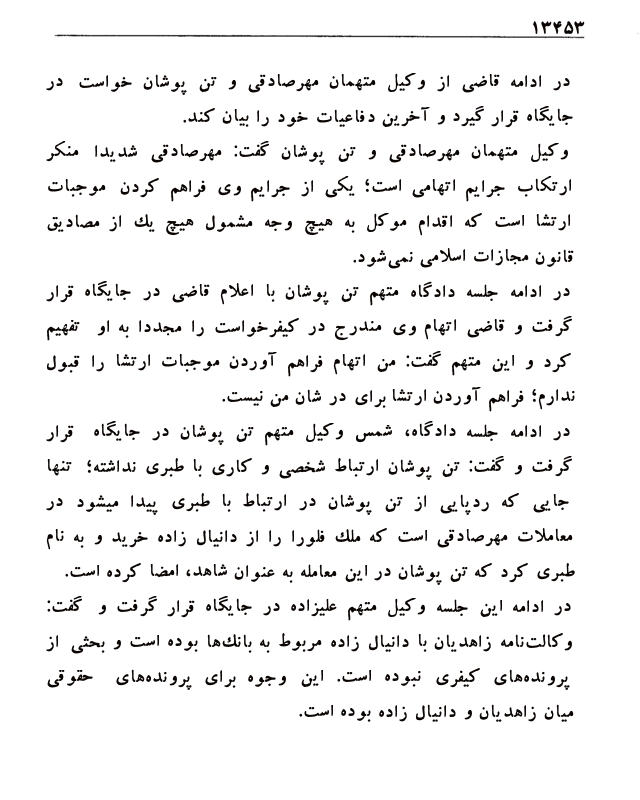 ۱۳۴۵۳
در ادامه قاضی از وکیل متهمان مهرصادقی و تن پوشان خواست در
جایگاه قرار گیرد و آخرین دفاعیات خود را بیان کند.
وکیل متهمان مهرصادقی و تن پوشان گفت: مهرصادقی شدیدا منکر
ارتکاب جرایم اتهامی است؛ یکی از جرایم وی فراهم کردن موجبات
ارتشا است که اقدام موکل به هیچ وجه مشمول هیچ یك از مصادیق
قانون مجازات اسلامی نمی‌شود.
در ادامه جلسه دادگاه متهم تن پوشان با اعلام قاضی در جایگاه قرار
گرفت و قاضی اتهام وی مندرج در کیفرخواست را مجددا به او تفهیم
کرد و این متهم گفت: من اتهام فراهم آوردن موجبات ارتشا را قبول
ندارم؛ فراهم آوردن ارتشا برای در شان من نیست.
در ادامه جلسه دادگاه، شمس وکیل متهم تن پوشان در جایگاه قرار
گرفت و گفت: تن پوشان ارتباط شخصی و کاری با طبری نداشته؛ تنها
جایی که ردپایی از تن پوشان در ارتباط با طبری پیدا میشود در
معاملات مهرصادقی است که ملك فلورا را از دانیال زاده خرید و به نام
طبری کرد که تن پوشان در این معامله به عنوان شاهد، امضا کرده است.
در ادامه این جلسه وکیل متهم علیزاده در جایگاه قرار گرفت و گفت:
وکالت‌نامه زاهدیان با دانیال زاده مربوط به بانك‌ها بوده است و بحثی از
پرونده‌های کیفری نبوده است. این وجوه برای پرونده‌های حقوقی
میان زاهدیان و دانیال زاده بوده است.